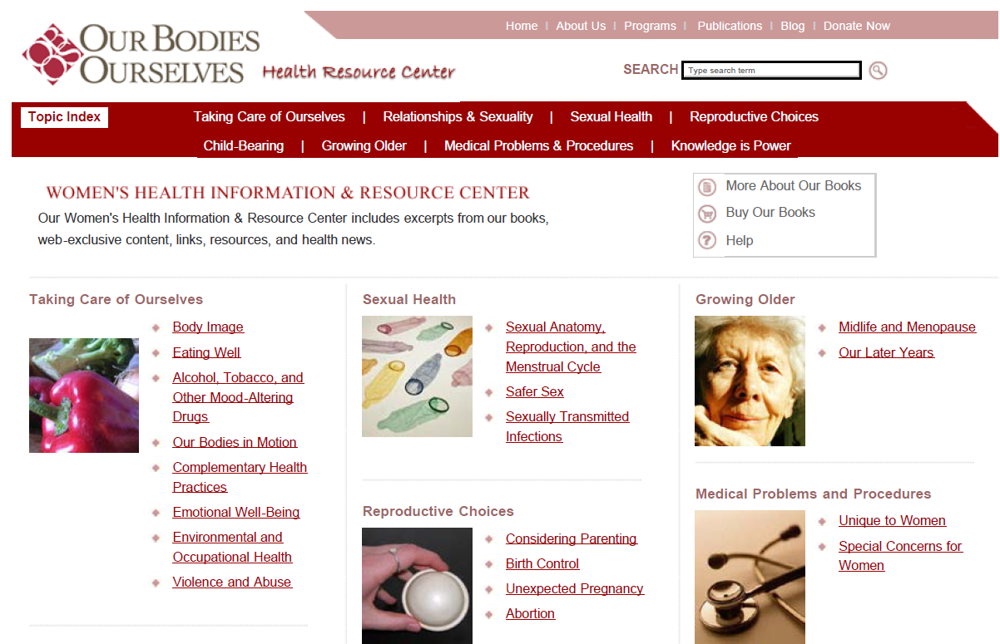 Home | About Us | Programs | Publications | Blog | Donate Now
OUR BODIES
OURSELVES
Health Resource Center
SEARCH Type search term
Topic Index
Taking Care of Ourselves | Relationships & Sexuality | Sexual Health | Reproductive Choices
Child-Bearing | Growing Older | Medical Problems & Procedures | Knowledge is Power
WOMEN'S HEALTH INFORMATION & RESOURCE CENTER
Our Women's Health Information & Resource Center includes excerpts from our books,
web-exclusive content, links, resources, and health news.
More About Our Books
Buy Our Books
? Help
Taking Care of Ourselves
Body Image
Eating Well
Alcohol, Tobacco, and
Other Mood-Altering
Drugs
Our Bodies in Motion
Complementary Health
Practices
Emotional Well-Being
Environmental and
Occupational Health
Violence and Abuse
Sexual Health
Sexual Anatomy,
Reproduction, and the
Menstrual Cycle
Safer Sex
Sexually Transmitted
Infections
Reproductive Choices
Considering Parenting
Birth Control
Unexpected Pregnancy
Abortion
Growing Older
Midlife and Menopause
Our Later Years
Medical Problems and Procedures
Unique to Women
Special Concerns for
Women